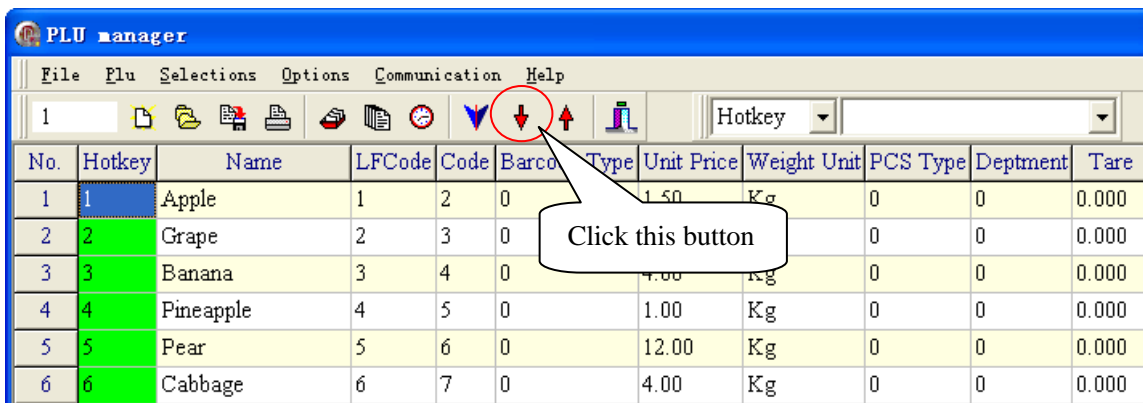 PLU manager
File Plu Selections Options Communication Help
1 Hotkey
No. Hotkey Name LFCode Code Type Unit Price Weight Unit PCS Type Deptment Tare
1 1 Apple 1 2 0 1.50 Kg 0 0 0.000
2 2 Grape 2 3 0 0 0 0.000
Click this button
3 3 Banana 3 4 0 4.00 Kg 0 0 0.000
4 4 Pineapple 4 5 0 1.00 Kg 0 0 0.000
5 5 Pear 5 6 0 12.00 Kg 0 0 0.000
6 6 Cabbage 6 7 0 4.00 Kg 0 0 0.000